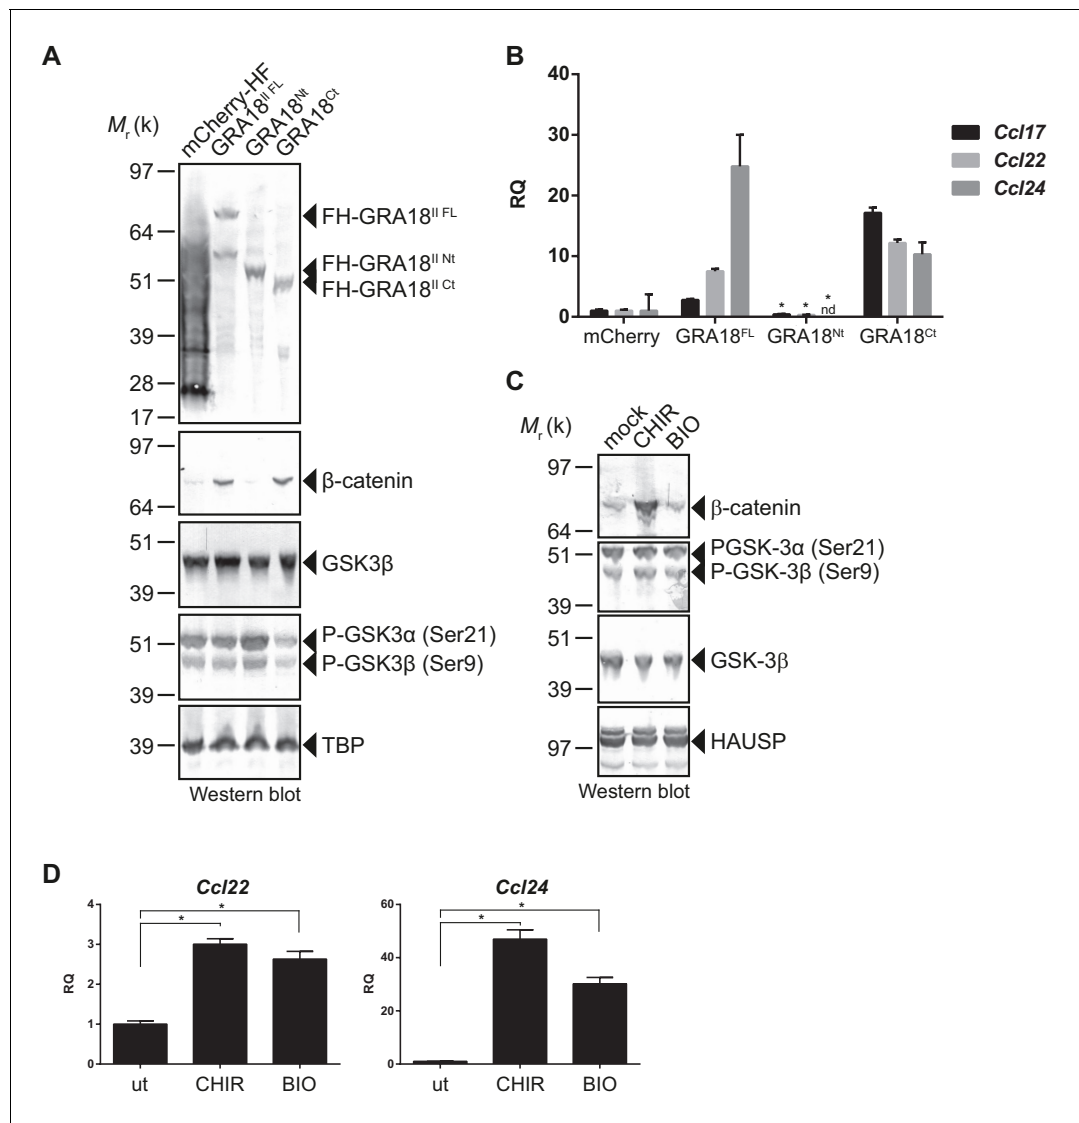 A
mCherry-HF
GRA18II FL
GRA18Nt
GRA18Ct
Mr (k)
97
64
51
39
28
17
FH-GRA18II FL
FH-GRA18II Nt
FH-GRA18II Ct
97
64
β-catenin
51
39
GSK3β
51
39
P-GSK3α (Ser21)
P-GSK3β (Ser9)
39
TBP
Western blot
B
RQ
40
30
20
10
0
* * *
nd
mCherry GRA18FL GRA18Nt GRA18Ct
Ccl17
Ccl22
Ccl24
C
Mr (k)
mock
CHIR
BIO
97
64
β-catenin
51
39
PGSK-3α (Ser21)
P-GSK-3β (Ser9)
51
39
GSK-3β
97
HAUSP
Western blot
D
Ccl22
RQ
4
3
2
1
0
*
*
ut CHIR BIO
Ccl24
RQ
60
40
20
0
*
*
ut CHIR BIO